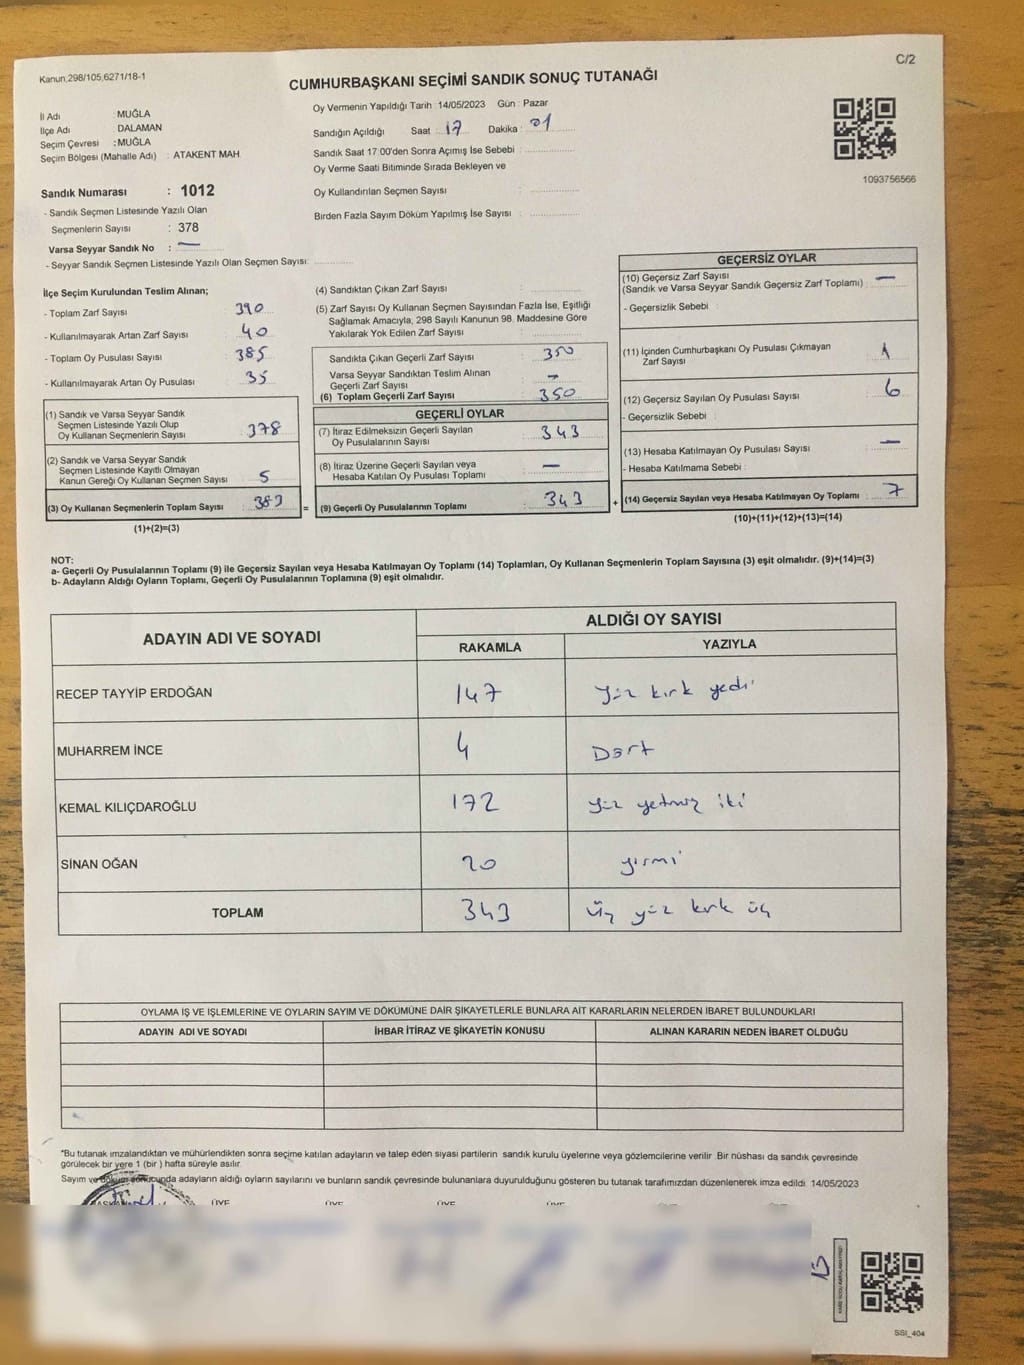 Kanun,298/105,6271/18-1
C/2
CUMHURBAŞKANI SEÇİMİ SANDIK SONUÇ TUTANAĞI
İl Adı : MUĞLA
İlçe Adı DALAMAN
Seçim Çevresi : MUĞLA
Seçim Bölgesi (Mahalle Adı) : ATAKENT MAH.
Sandık Numarası : 1012
- Sandık Seçmen Listesinde Yazılı Olan
Seçmenlerin Sayısı : 378
Varsa Seyyar Sandık No : —
- Seyyar Sandık Seçmen Listesinde Yazılı Olan Seçmen Sayısı:
Oy Vermenin Yapıldığı Tarih : 14/05/2023 Gün : Pazar
Sandığın Açıldığı Saat : 17 Dakika : 01
Sandık Saat 17:00'den Sonra Açımış İse Sebebi :
Oy Verme Saati Bitiminde Sırada Bekleyen ve
Oy Kullandırılan Seçmen Sayısı :
Birden Fazla Sayım Döküm Yapılmış İse Sayısı :
1093756566
İlçe Seçim Kurulundan Teslim Alınan;
- Toplam Zarf Sayısı : 390
- Kullanılmayarak Artan Zarf Sayısı : 40
- Toplam Oy Pusulası Sayısı : 385
- Kullanılmayarak Artan Oy Pusulası : 35
(1) Sandık ve Varsa Seyyar Sandık
Seçmen Listesinde Yazılı Olup
Oy Kullanan Seçmenlerin Sayısı : 378
(2) Sandık ve Varsa Seyyar Sandık
Seçmen Listesinde Kayıtlı Olmayan
Kanun Gereği Oy Kullanan Seçmen Sayısı : 5
(3) Oy Kullanan Seçmenlerin Toplam Sayısı : 383
(1)+(2)=(3)
(4) Sandıktan Çıkan Zarf Sayısı :
(5) Zarf Sayısı Oy Kullanan Seçmen Sayısından Fazla İse, Eşitliği
Sağlamak Amacıyla, 298 Sayılı Kanunun 98. Maddesine Göre
Yakılarak Yok Edilen Zarf Sayısı :
Sandıkta Çıkan Geçerli Zarf Sayısı : 350
Varsa Seyyar Sandıktan Teslim Alınan
Geçerli Zarf Sayısı : —
(6) Toplam Geçerli Zarf Sayısı : 350
GEÇERLİ OYLAR
(7) İtiraz Edilmeksizin Geçerli Sayılan
Oy Pusulalarının Sayısı : 343
(8) İtiraz Üzerine Geçerli Sayılan veya
Hesaba Katılan Oy Pusulası Toplamı : —
= (9) Geçerli Oy Pusulalarının Toplamı : 343
GEÇERSİZ OYLAR
(10) Geçersiz Zarf Sayısı
(Sandık ve Varsa Seyyar Sandık Geçersiz Zarf Toplamı) : —
- Geçersizlik Sebebi :
(11) İçinden Cumhurbaşkanı Oy Pusulası Çıkmayan
Zarf Sayısı : 1
(12) Geçersiz Sayılan Oy Pusulası Sayısı : 6
- Geçersizlik Sebebi :
(13) Hesaba Katılmayan Oy Pusulası Sayısı : —
- Hesaba Katılmama Sebebi :
+ (14) Geçersiz Sayılan veya Hesaba Katılmayan Oy Toplamı : 7
(10)+(11)+(12)+(13)=(14)
NOT:
a- Geçerli Oy Pusulalarının Toplamı (9) ile Geçersiz Sayılan veya Hesaba Katılmayan Oy Toplamı (14) Toplamları, Oy Kullanan Seçmenlerin Toplam Sayısına (3) eşit olmalıdır. (9)+(14)=(3)
b- Adayların Aldığı Oyların Toplamı, Geçerli Oy Pusulalarının Toplamına (9) eşit olmalıdır.
ADAYIN ADI VE SOYADI ALDIĞI OY SAYISI
RAKAMLA YAZIYLA
RECEP TAYYİP ERDOĞAN 147 Yüz kırk yedi
MUHARREM İNCE 4 Dört
KEMAL KILIÇDAROĞLU 172 yüz yetmiş iki
SİNAN OĞAN 20 yirmi
TOPLAM 343 Üç yüz kırk üç
OYLAMA İŞ VE İŞLEMLERİNE VE OYLARIN SAYIM VE DÖKÜMÜNE DAİR ŞİKAYETLERLE BUNLARA AİT KARARLARIN NELERDEN İBARET BULUNDUKLARI
ADAYIN ADI VE SOYADI İHBAR İTİRAZ VE ŞİKAYETİN KONUSU ALINAN KARARIN NEDEN İBARET OLDUĞU
*Bu tutanak imzalandıktan ve mühürlendikten sonra seçime katılan adayların ve talep eden siyasi partilerin sandık kurulu üyelerine veya gözlemcilerine verilir. Bir nüshası da sandık çevresinde
görülecek bir yere 1 (bir) hafta süreyle asılır.
Sayım ve döküm sonucunda adayların aldığı oyların sayılarını ve bunların sandık çevresinde bulunanlara duyurulduğunu gösteren bu tutanak tarafımızdan düzenlenerek imza edildi. 14/05/2023
BAŞKAN ÜYE ÜYE ÜYE ÜYE
SSI_404